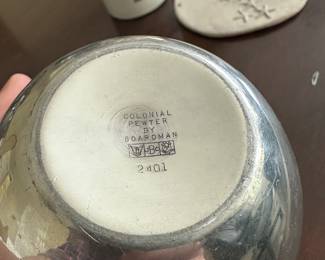 COLONIAL
PEWTER
BY
BOARDMAN
2401